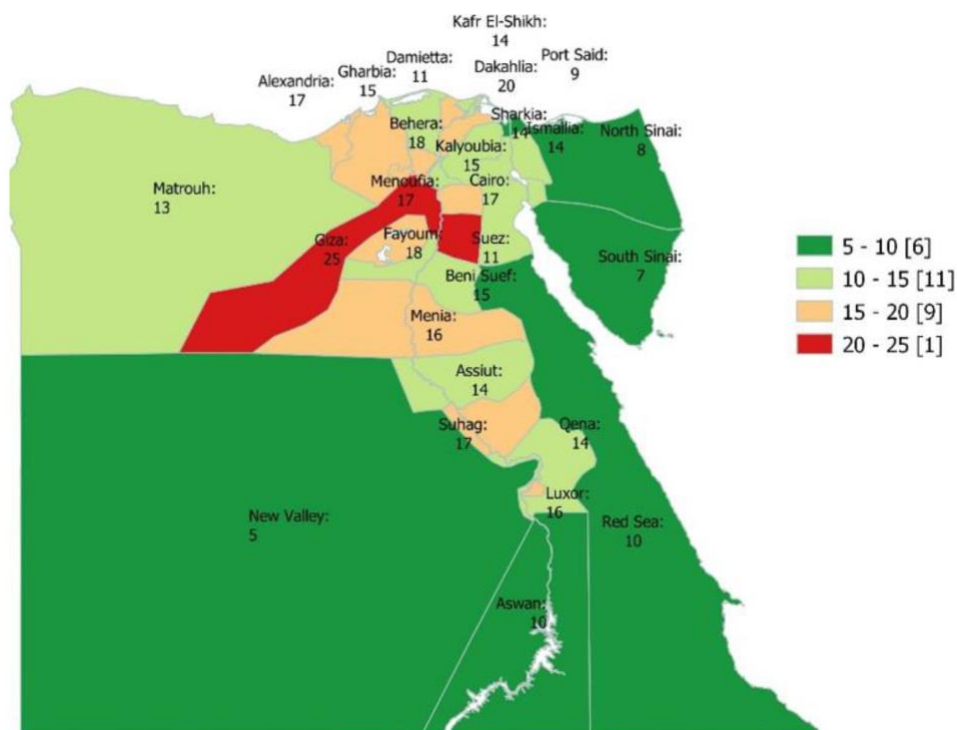 Kafr El-Shikh:
14
Port Said:
9
Damietta:
11
Dakahlia:
20
Gharbia:
15
Alexandria:
17
Sharkia:
14
Behera:
18
Ismailia:
14
North Sinai:
8
Kalyoubia:
15
Menoufia:
17
Cairo:
17
Matrouh:
13
Giza:
25
Fayoum:
18
Suez:
11
South Sinai:
7
Beni Suef:
15
Menia:
16
Assiut:
14
Suhag:
17
Qena:
14
Luxor:
16
New Valley:
5
Red Sea:
10
Aswan:
10
5 - 10 [6]
10 - 15 [11]
15 - 20 [9]
20 - 25 [1]